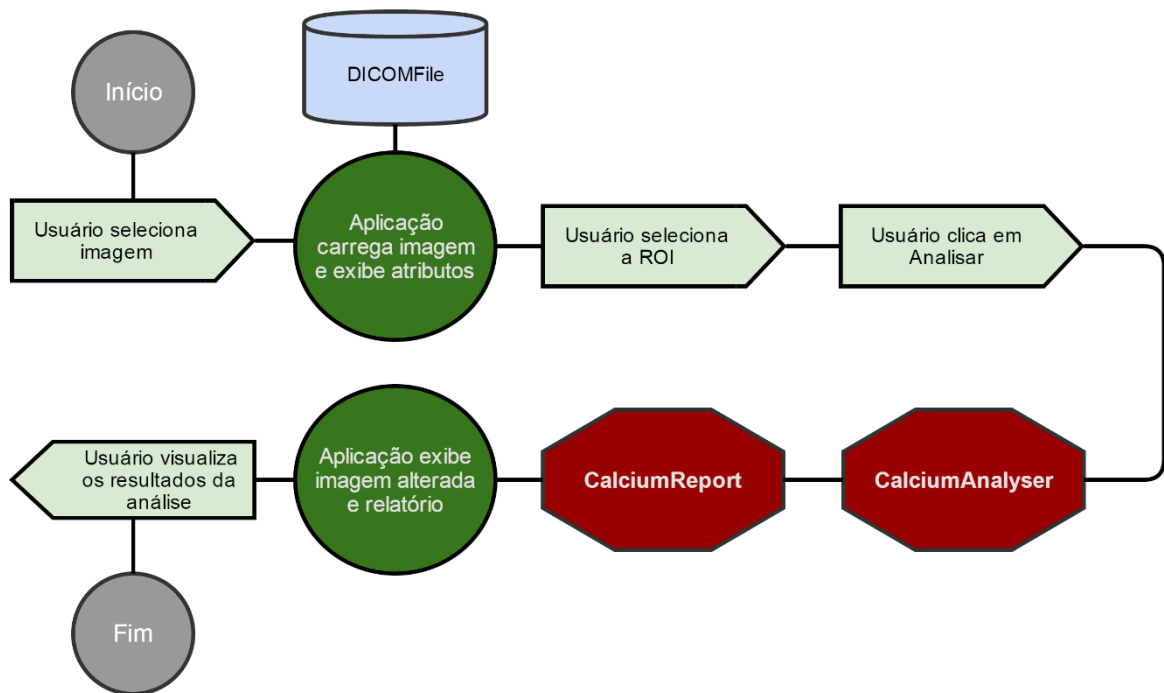 Início
DICOMFile
Usuário seleciona
imagem
Aplicação
carrega imagem
e exibe atributos
Usuário seleciona
a ROI
Usuário clica em
Analisar
CalciumAnalyser
CalciumReport
Aplicação exibe
imagem alterada
e relatório
Usuário visualiza
os resultados da
análise
Fim